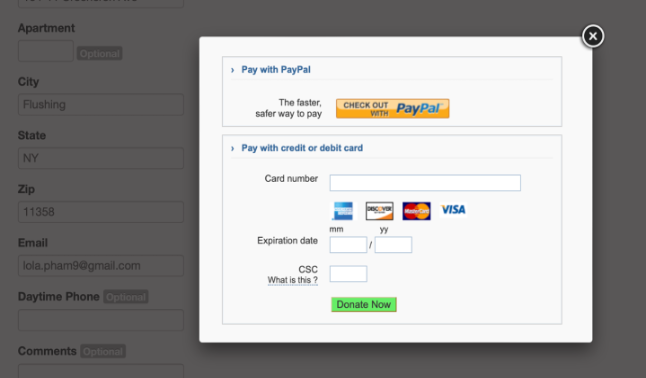 Apartment
Optional
City
Flushing
State
NY
Zip
11358
Email
lola.pham9@gmail.com
Daytime Phone Optional
Comments Optional
› Pay with PayPal
The faster,
safer way to pay
CHECK OUT
WITH PayPal
› Pay with credit or debit card
Card number
DISCOVER
MasterCard
VISA
mm yy
Expiration date /
CSC
What is this ?
Donate Now